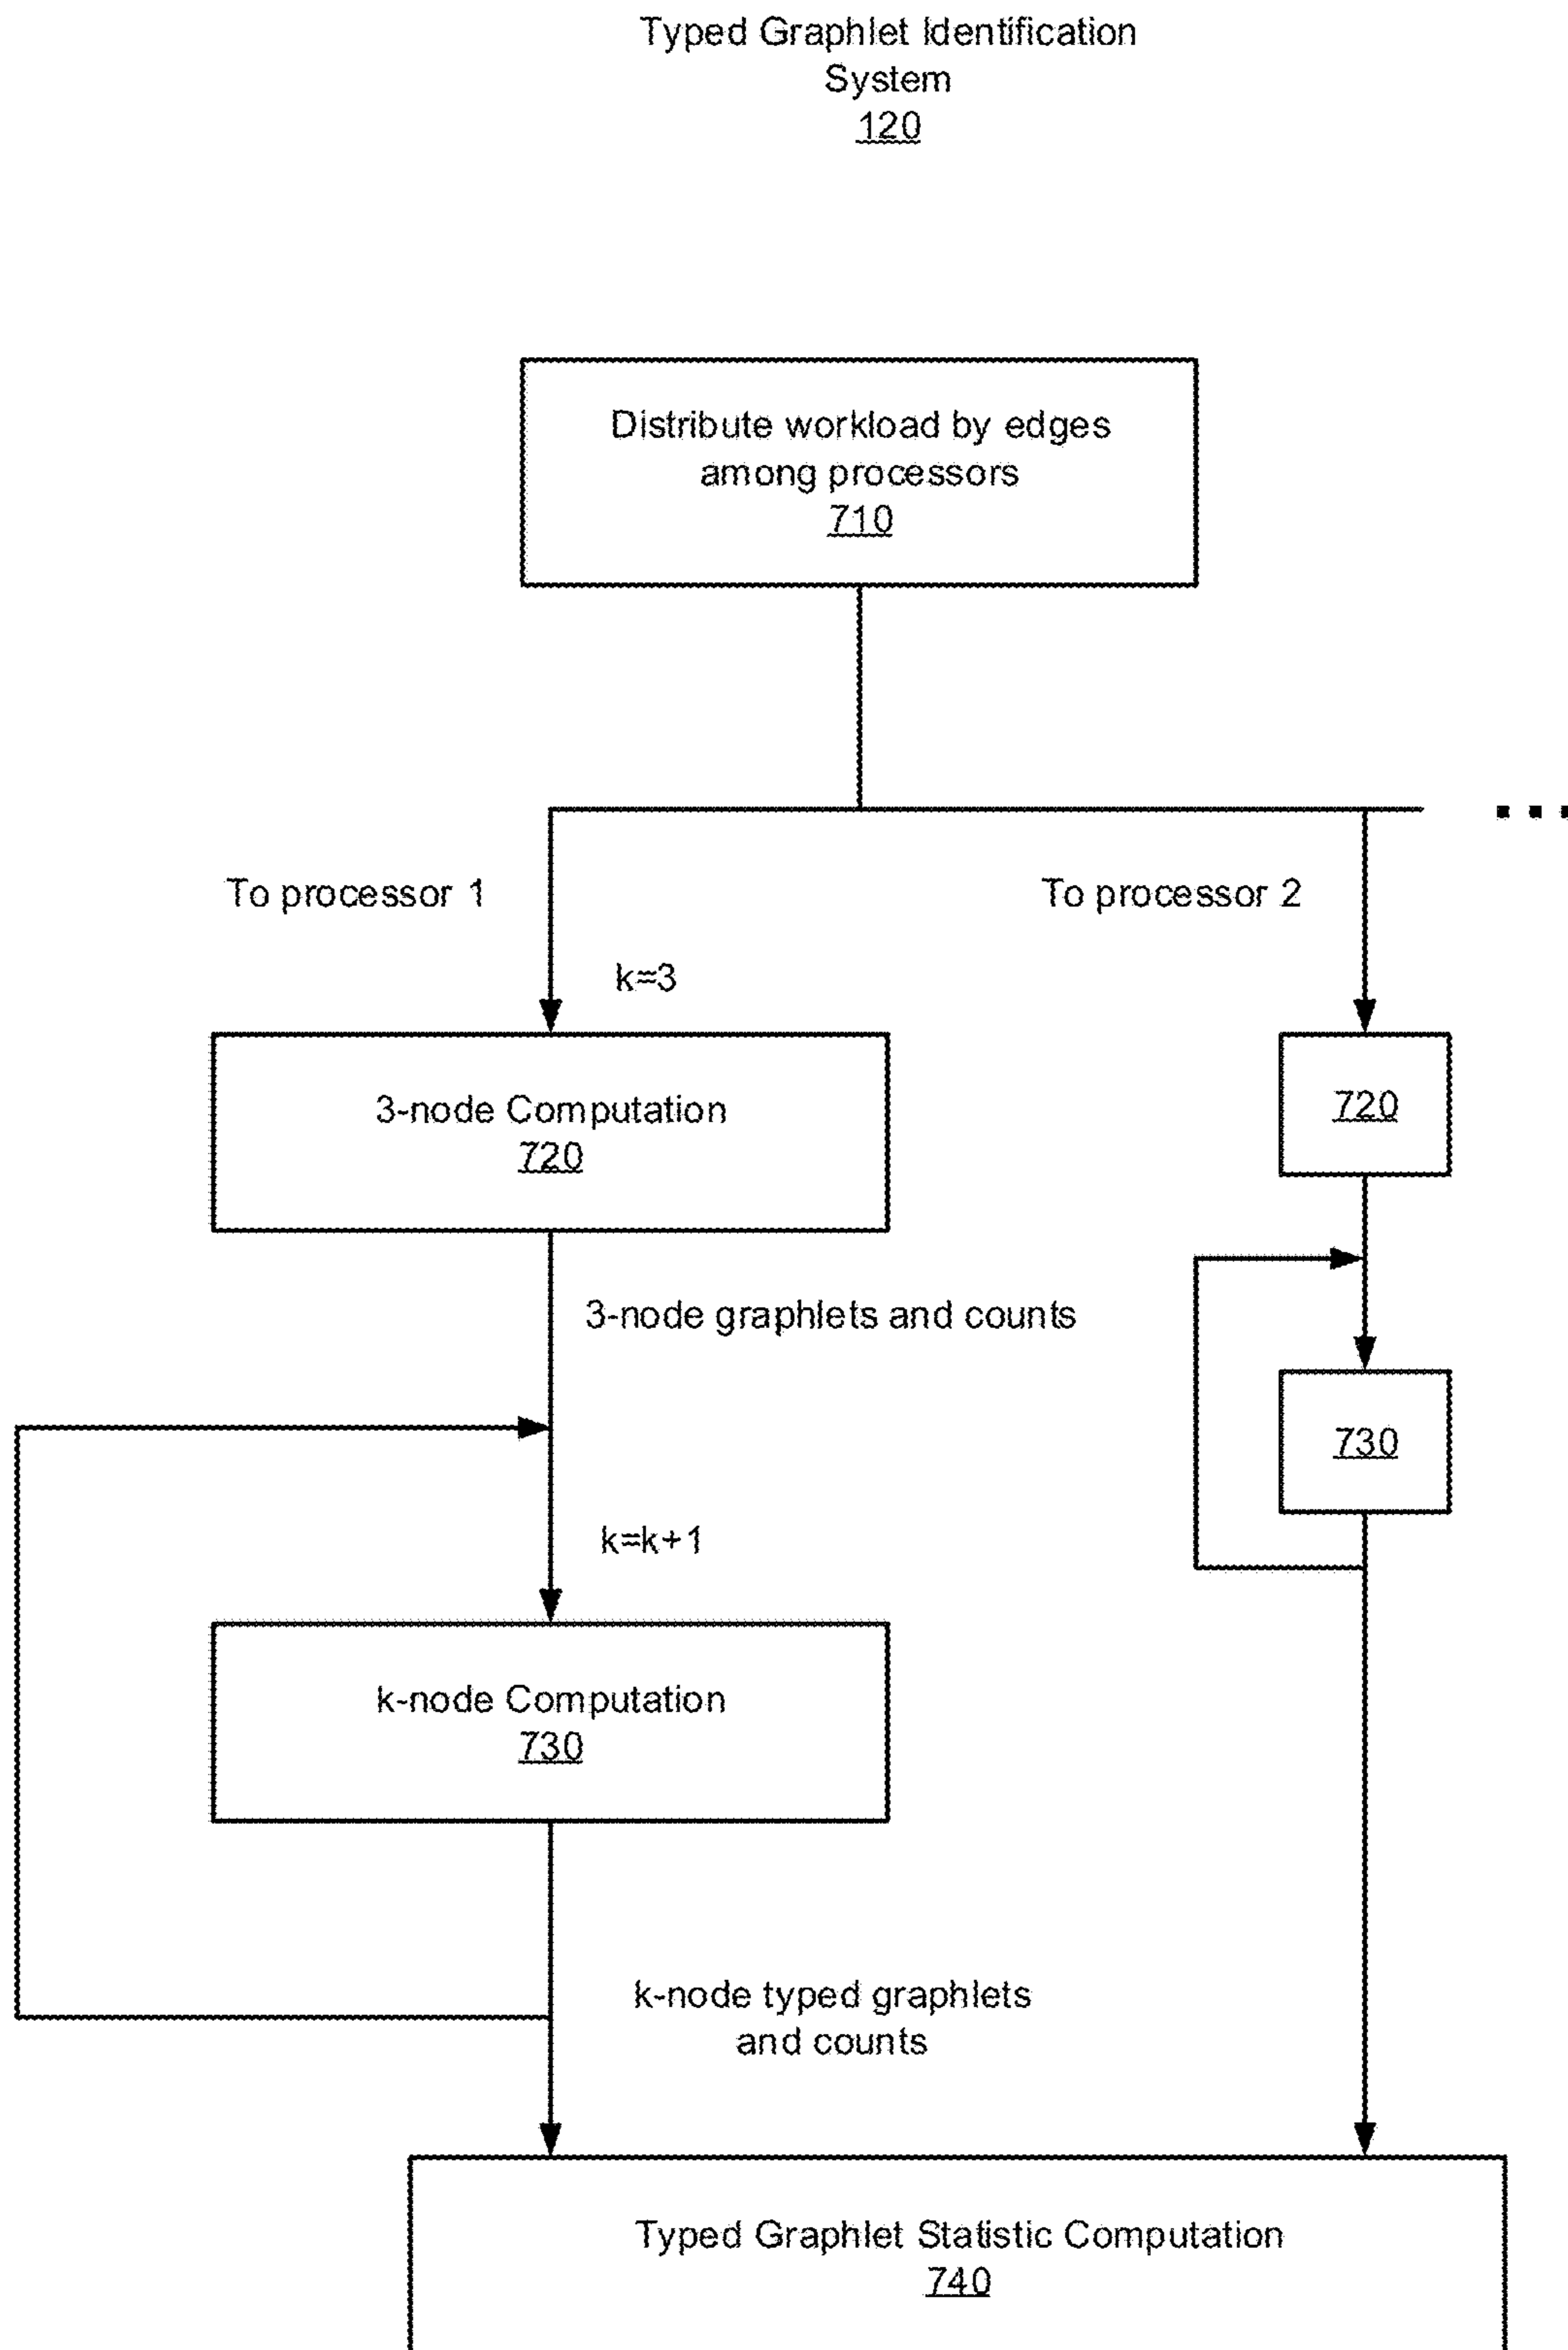 Typed Graphlet Identification
System
120
Distribute workload by edges
among processors
710
To processor 1
To processor 2
k=3
3-node Computation
720
720
3-node graphlets and counts
730
k=k+1
k-node Computation
730
k-node typed graphlets
and counts
Typed Graphlet Statistic Computation
740